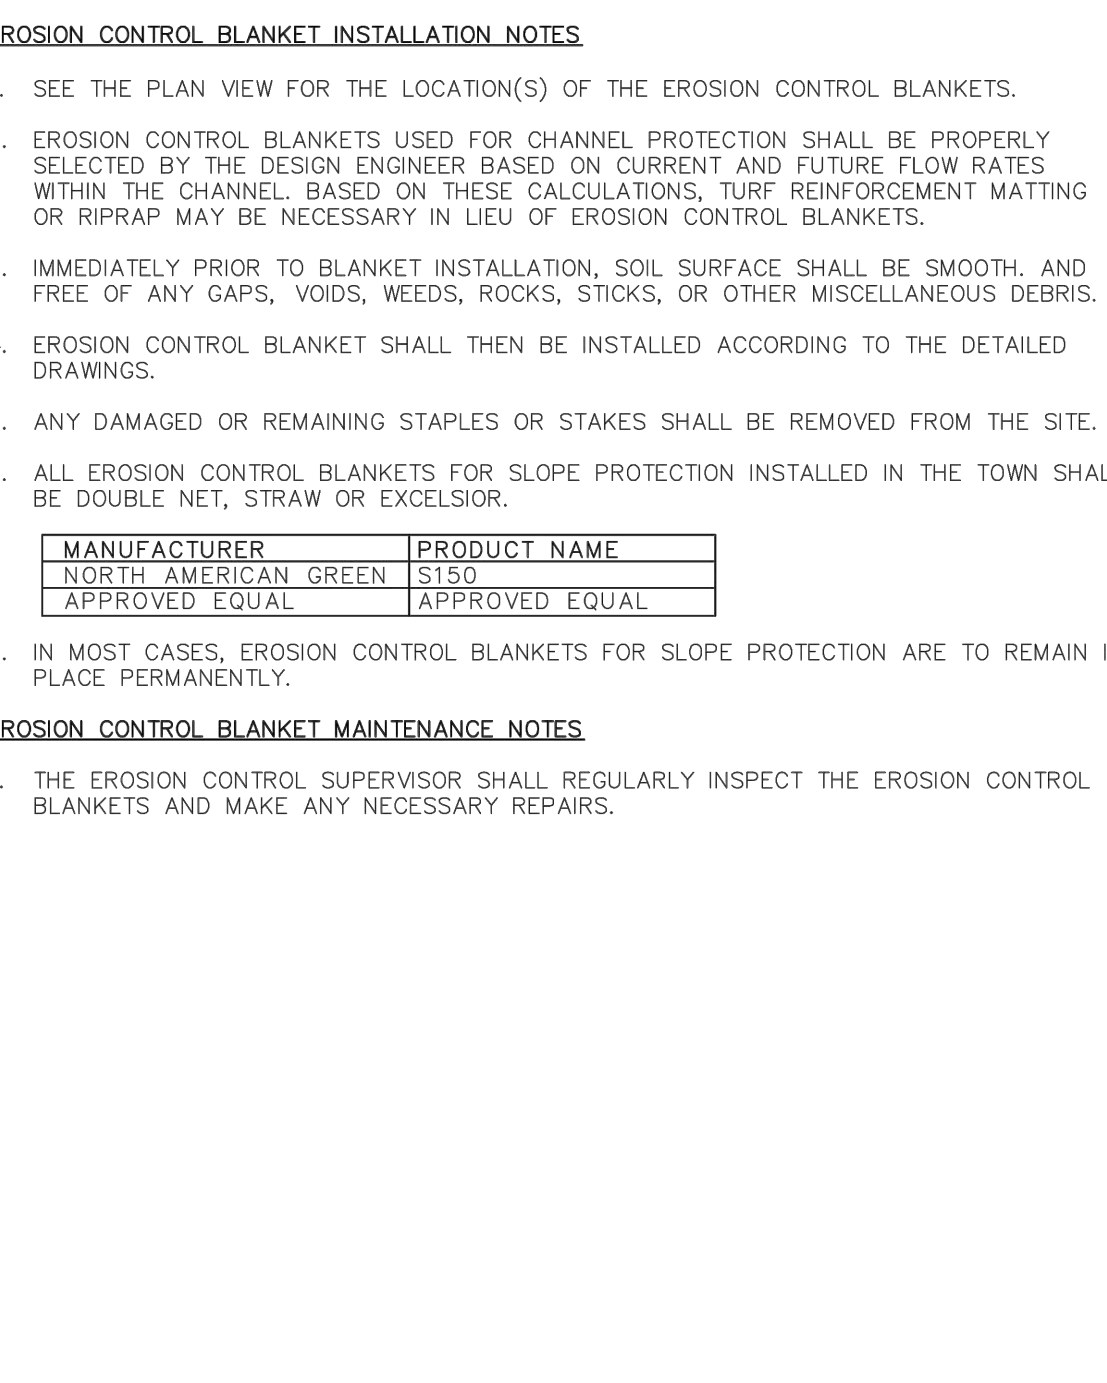 ROSION CONTROL BLANKET INSTALLATION NOTES
. SEE THE PLAN VIEW FOR THE LOCATION(S) OF THE EROSION CONTROL BLANKETS.
. EROSION CONTROL BLANKETS USED FOR CHANNEL PROTECTION SHALL BE PROPERLY
SELECTED BY THE DESIGN ENGINEER BASED ON CURRENT AND FUTURE FLOW RATES
WITHIN THE CHANNEL. BASED ON THESE CALCULATIONS, TURF REINFORCEMENT MATTING
OR RIPRAP MAY BE NECESSARY IN LIEU OF EROSION CONTROL BLANKETS.
. IMMEDIATELY PRIOR TO BLANKET INSTALLATION, SOIL SURFACE SHALL BE SMOOTH. AND
FREE OF ANY GAPS, VOIDS, WEEDS, ROCKS, STICKS, OR OTHER MISCELLANEOUS DEBRIS.
. EROSION CONTROL BLANKET SHALL THEN BE INSTALLED ACCORDING TO THE DETAILED
DRAWINGS.
. ANY DAMAGED OR REMAINING STAPLES OR STAKES SHALL BE REMOVED FROM THE SITE.
. ALL EROSION CONTROL BLANKETS FOR SLOPE PROTECTION INSTALLED IN THE TOWN SHAL
BE DOUBLE NET, STRAW OR EXCELSIOR.
MANUFACTURER PRODUCT NAME
NORTH AMERICAN GREEN S150
APPROVED EQUAL APPROVED EQUAL
. IN MOST CASES, EROSION CONTROL BLANKETS FOR SLOPE PROTECTION ARE TO REMAIN I
PLACE PERMANENTLY.
ROSION CONTROL BLANKET MAINTENANCE NOTES
. THE EROSION CONTROL SUPERVISOR SHALL REGULARLY INSPECT THE EROSION CONTROL
BLANKETS AND MAKE ANY NECESSARY REPAIRS.